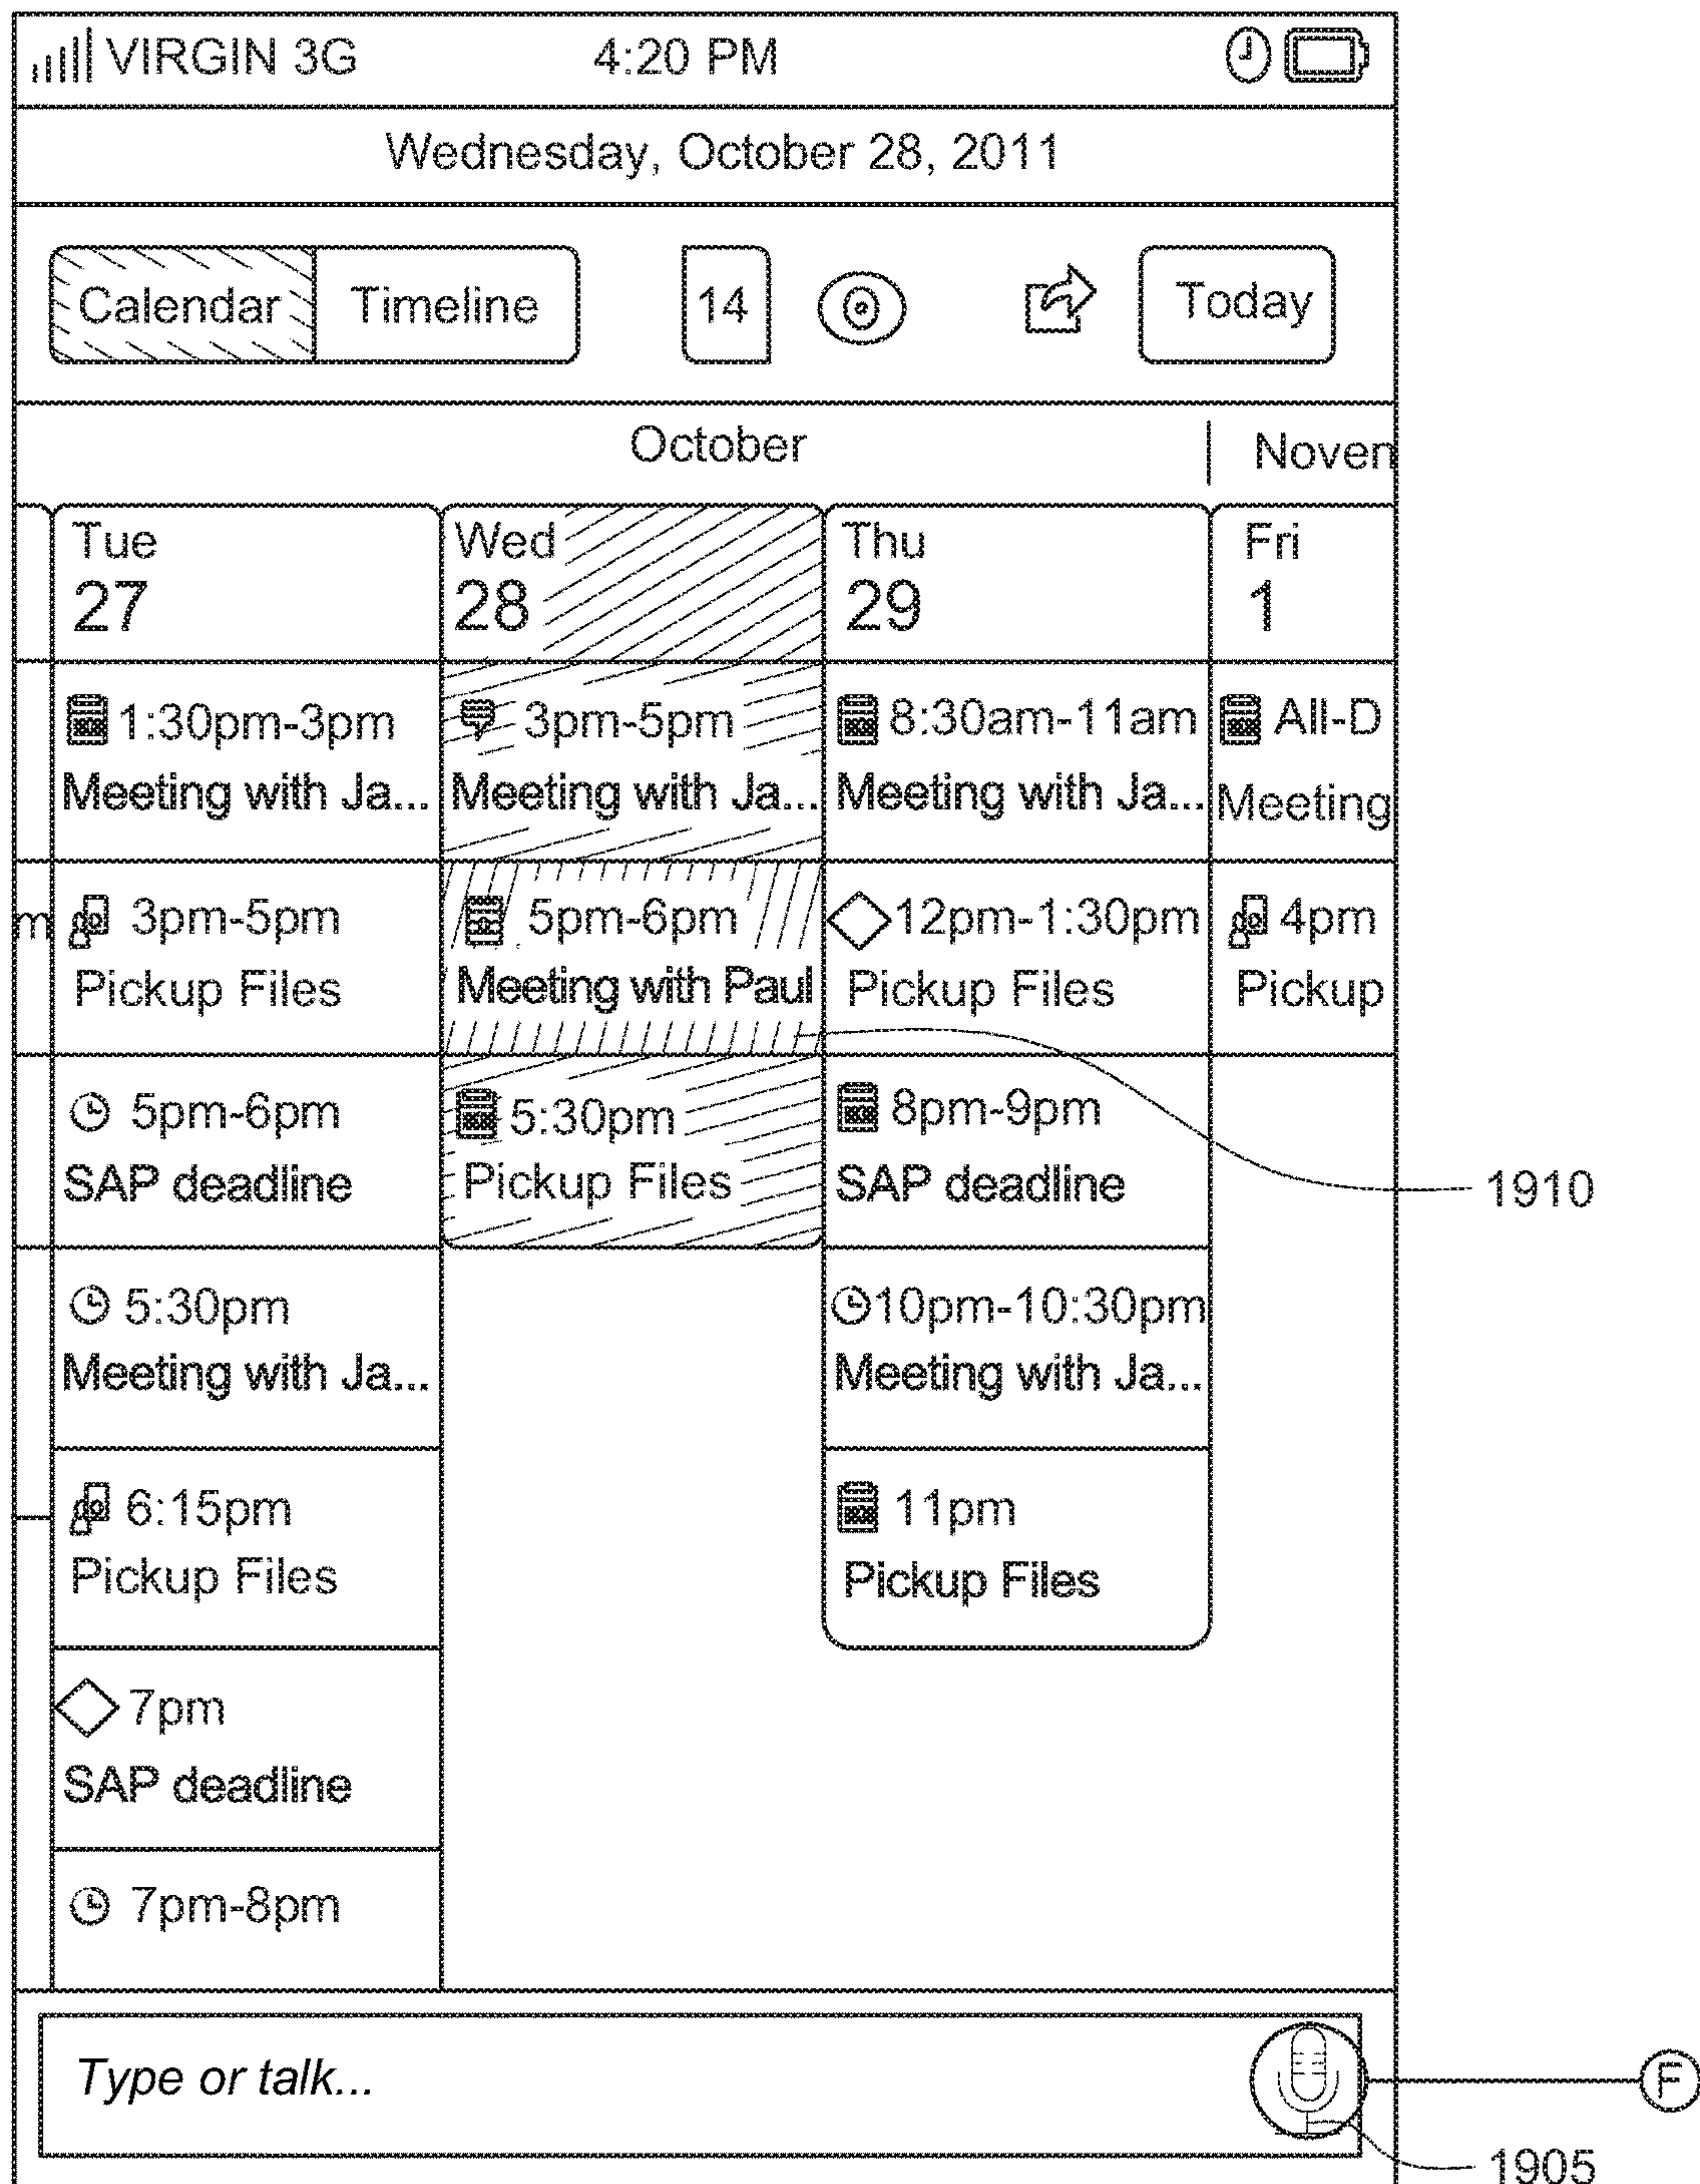 VIRGIN 3G 4:20 PM
Wednesday, October 28, 2011
Calendar Timeline 14 Today
October Noven
Tue Wed Thu Fri
27 28 29 1
1:30pm-3pm 3pm-5pm 8:30am-11am All-D
Meeting with Ja... Meeting with Ja... Meeting with Ja... Meeting
m 3pm-5pm 5pm-6pm 12pm-1:30pm 4pm
Pickup Files Meeting with Paul Pickup Files Pickup
5pm-6pm 5:30pm 8pm-9pm
SAP deadline Pickup Files SAP deadline
1910
5:30pm 10pm-10:30pm
Meeting with Ja... Meeting with Ja...
6:15pm 11pm
Pickup Files Pickup Files
7pm
SAP deadline
7pm-8pm
Type or talk... F
1905